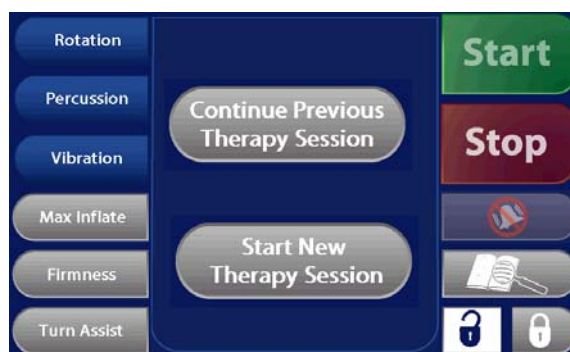 Rotation
Percussion
Vibration
Max Inflate
Firmness
Turn Assist
Continue Previous
Therapy Session
Start New
Therapy Session
Start
Stop